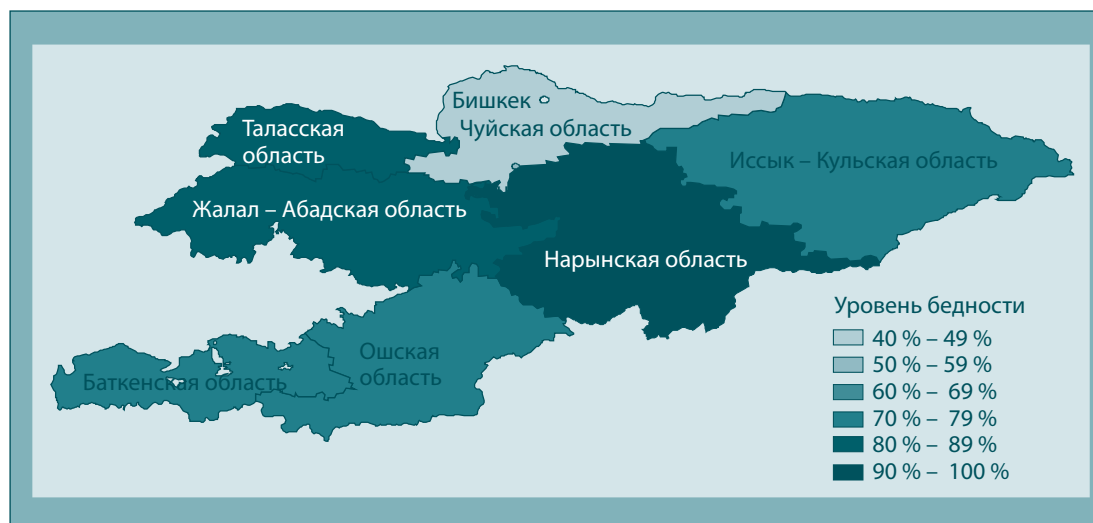 Бишкек
Чуйская область
Таласская
область
Иссык – Кульская область
Жалал – Абадская область
Нарынская область
Ошская
область
Баткенская область
Уровень бедности
40 % – 49 %
50 % – 59 %
60 % – 69 %
70 % – 79 %
80 % – 89 %
90 % – 100 %